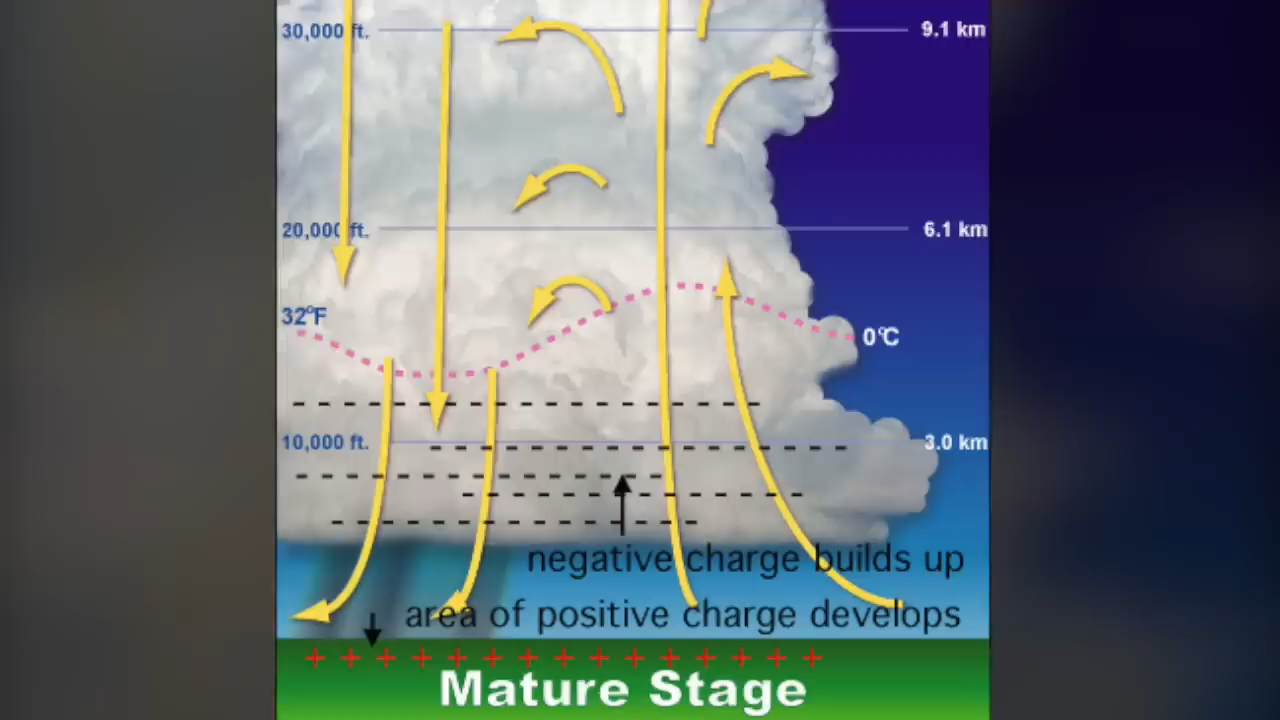 30,000 ft. 9.1 km
20,000 ft. 6.1 km
32°F
0°C
10,000 ft. 3.0 km
negative charge builds up
area of positive charge develops
+ + + + + + + + + + + + + + +
Mature Stage